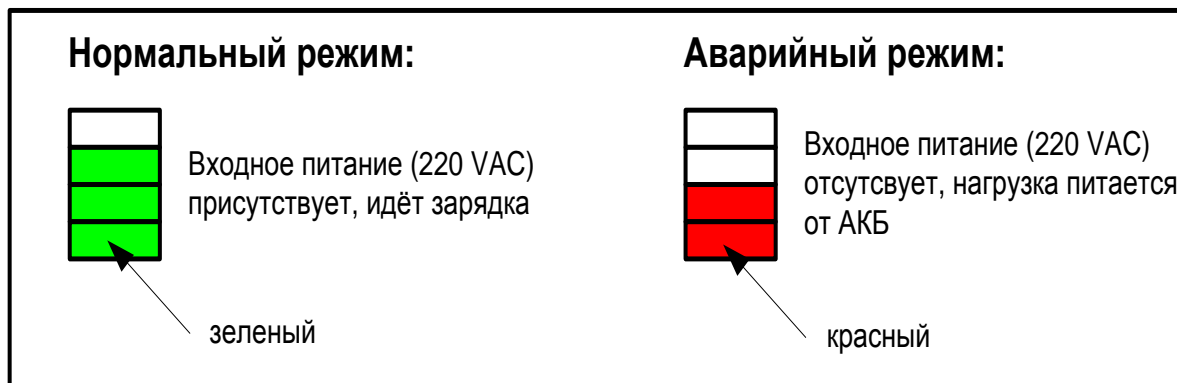 Нормальный режим:
Входное питание (220 VAC)
присутствует, идёт зарядка
зеленый
Аварийный режим:
Входное питание (220 VAC)
отсутсвует, нагрузка питается
от АКБ
красный